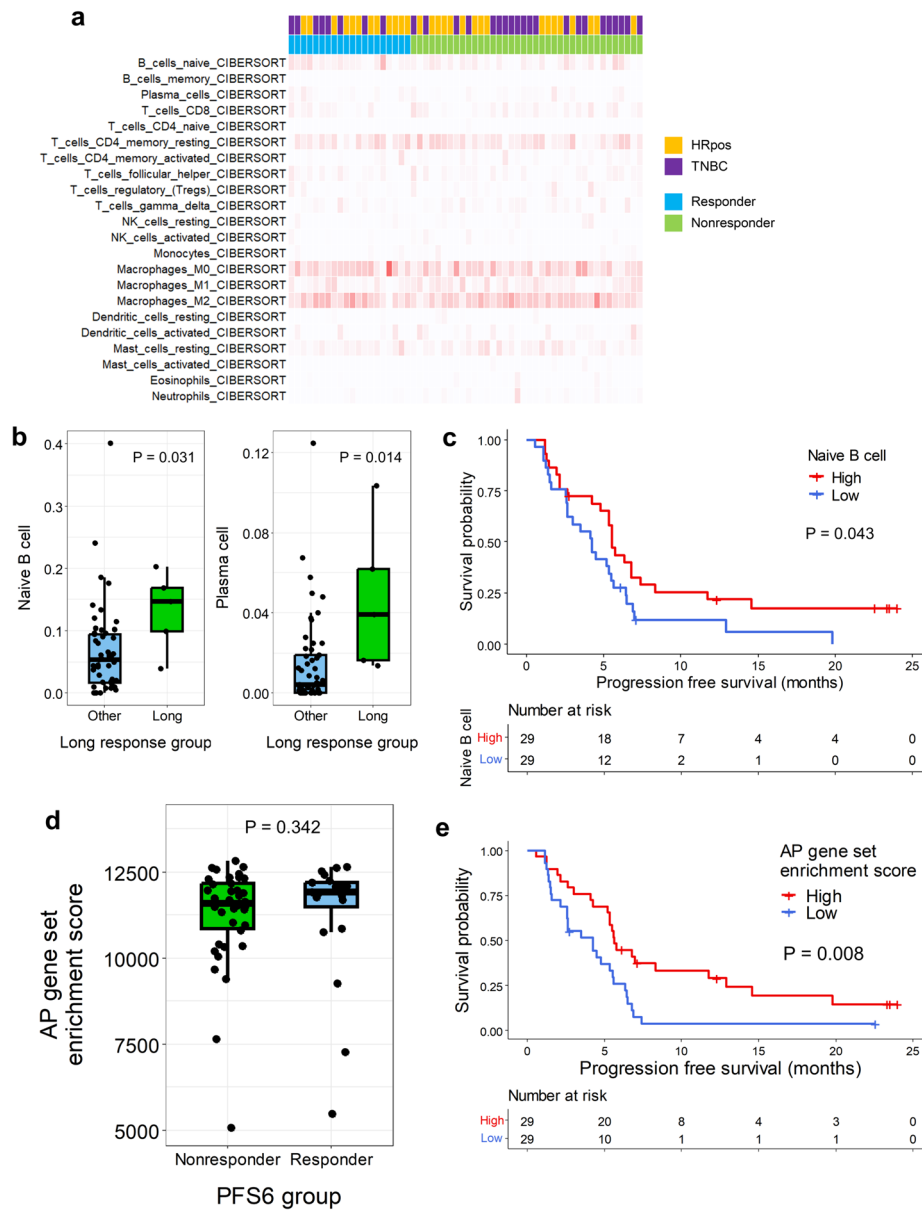 a
B_cells_naive_CIBERSORT
B_cells_memory_CIBERSORT
Plasma_cells_CIBERSORT
T_cells_CD8_CIBERSORT
T_cells_CD4_naive_CIBERSORT
T_cells_CD4_memory_resting_CIBERSORT
T_cells_CD4_memory_activated_CIBERSORT
T_cells_follicular_helper_CIBERSORT
T_cells_regulatory_(Tregs)_CIBERSORT
T_cells_gamma_delta_CIBERSORT
NK_cells_resting_CIBERSORT
NK_cells_activated_CIBERSORT
Monocytes_CIBERSORT
Macrophages_M0_CIBERSORT
Macrophages_M1_CIBERSORT
Macrophages_M2_CIBERSORT
Dendritic_cells_resting_CIBERSORT
Dendritic_cells_activated_CIBERSORT
Mast_cells_resting_CIBERSORT
Mast_cells_activated_CIBERSORT
Eosinophils_CIBERSORT
Neutrophils_CIBERSORT
HRpos
TNBC
Responder
Nonresponder
b
Naive B cell
0.4
0.3
0.2
0.1
0.0
P = 0.031
Other Long
Long response group
Plasma cell
0.12
0.08
0.04
0.00
P = 0.014
Other Long
Long response group
c
Survival probability
1.00
0.75
0.50
0.25
0.00
Naive B cell
High
Low
P = 0.043
0 5 10 15 20 25
Progression free survival (months)
Number at risk
Naive B cell
High 29 18 7 4 4 0
Low 29 12 2 1 0 0
d
AP gene set
enrichment score
12500
10000
7500
5000
P = 0.342
Nonresponder Responder
PFS6 group
e
Survival probability
1.00
0.75
0.50
0.25
0.00
AP gene set
enrichment score
High
Low
P = 0.008
0 5 10 15 20 25
Progression free survival (months)
Number at risk
High 29 20 8 4 3 0
Low 29 10 1 1 1 0